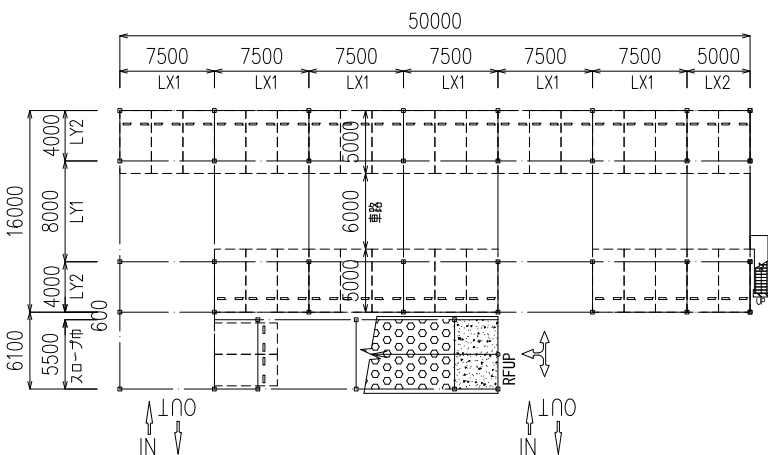 50000
7500 7500 7500 7500 7500 7500 5000
LX1 LX1 LX1 LX1 LX1 LX1 LX2
16000
4000 LY2
8000 LY1
4000 LY2
5000
6000 車路
5000
600
6100
5500
スロープ巾
RFUP
IN OUT
IN OUT